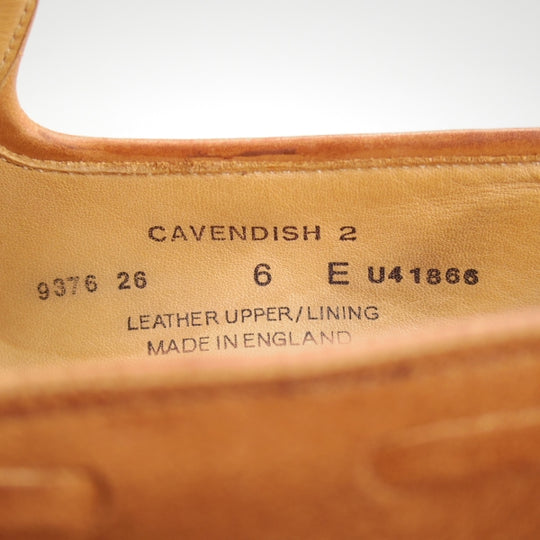 CAVENDISH 2
9376 26 6 E U41866
LEATHER UPPER/LINING
MADE IN ENGLAND